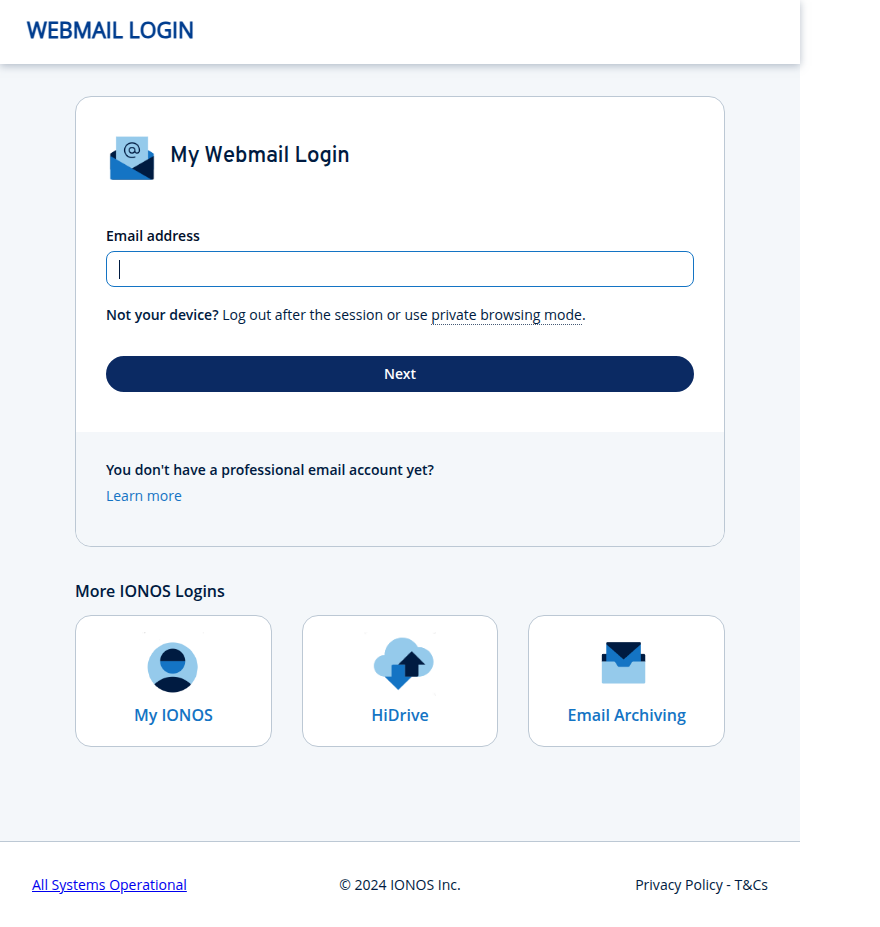 WEBMAIL LOGIN
@
My Webmail Login
Email address
Not your device? Log out after the session or use private browsing mode.
Next
You don't have a professional email account yet?
Learn more
More IONOS Logins
My IONOS
HiDrive
Email Archiving
All Systems Operational
© 2024 IONOS Inc.
Privacy Policy - T&Cs